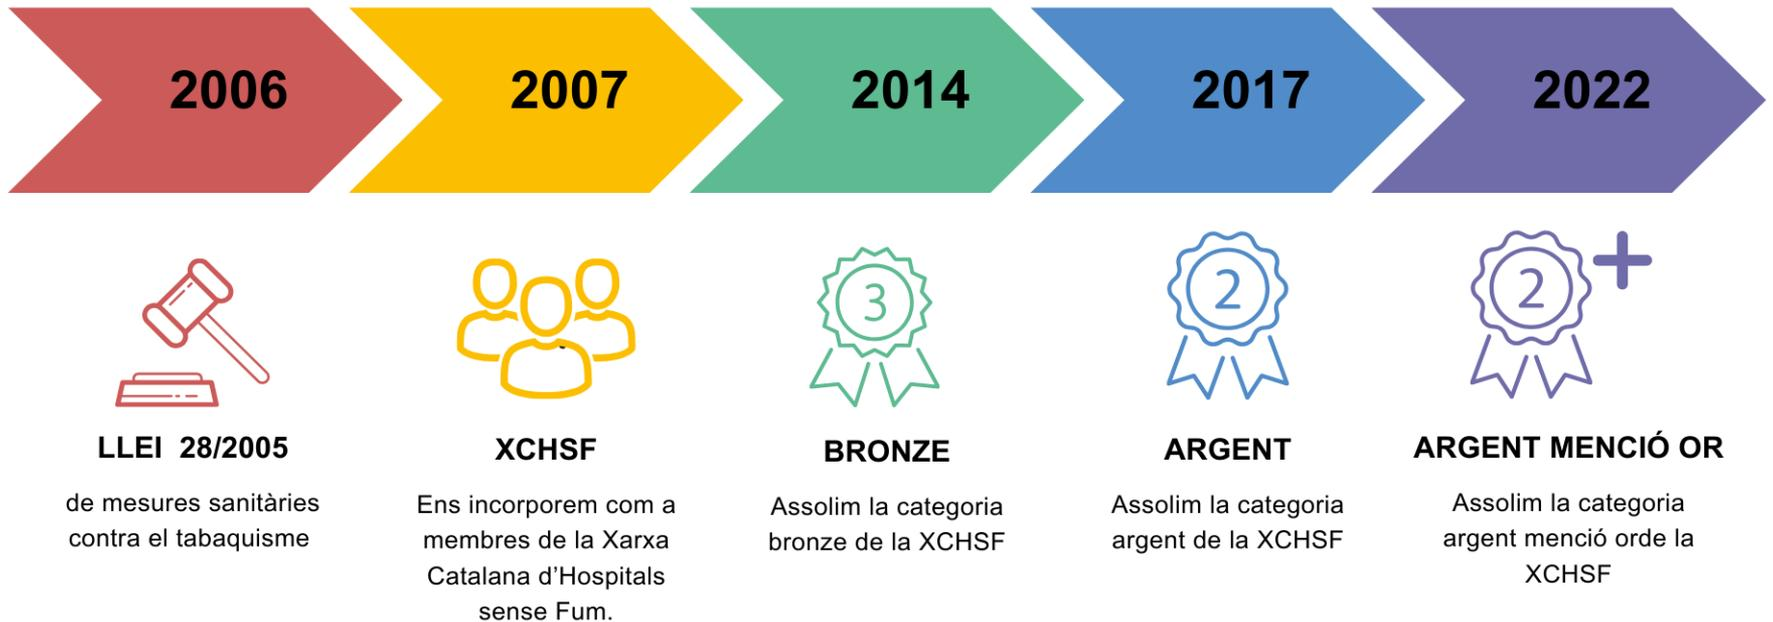 2006
2007
2014
2017
2022
3
2
2
LLEI 28/2005
de mesures sanitàries
contra el tabaquisme
XCHSF
Ens incorporem com a
membres de la Xarxa
Catalana d’Hospitals
sense Fum.
BRONZE
Assolim la categoria
bronze de la XCHSF
ARGENT
Assolim la categoria
argent de la XCHSF
ARGENT MENCIÓ OR
Assolim la categoria
argent menció orde la
XCHSF